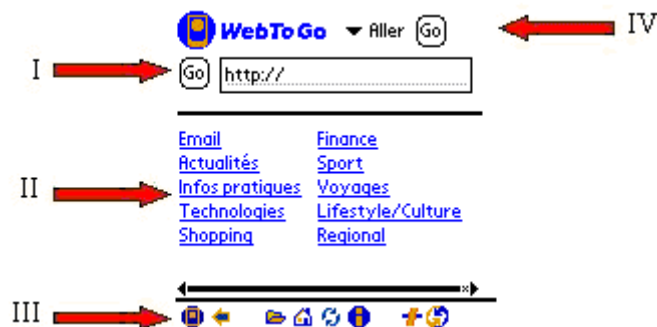 WebToGo Aller Go IV
I Go http://
Email Finance
Actualités Sport
II Infos pratiques Voyages
Technologies Lifestyle/Culture
Shopping Regional
III